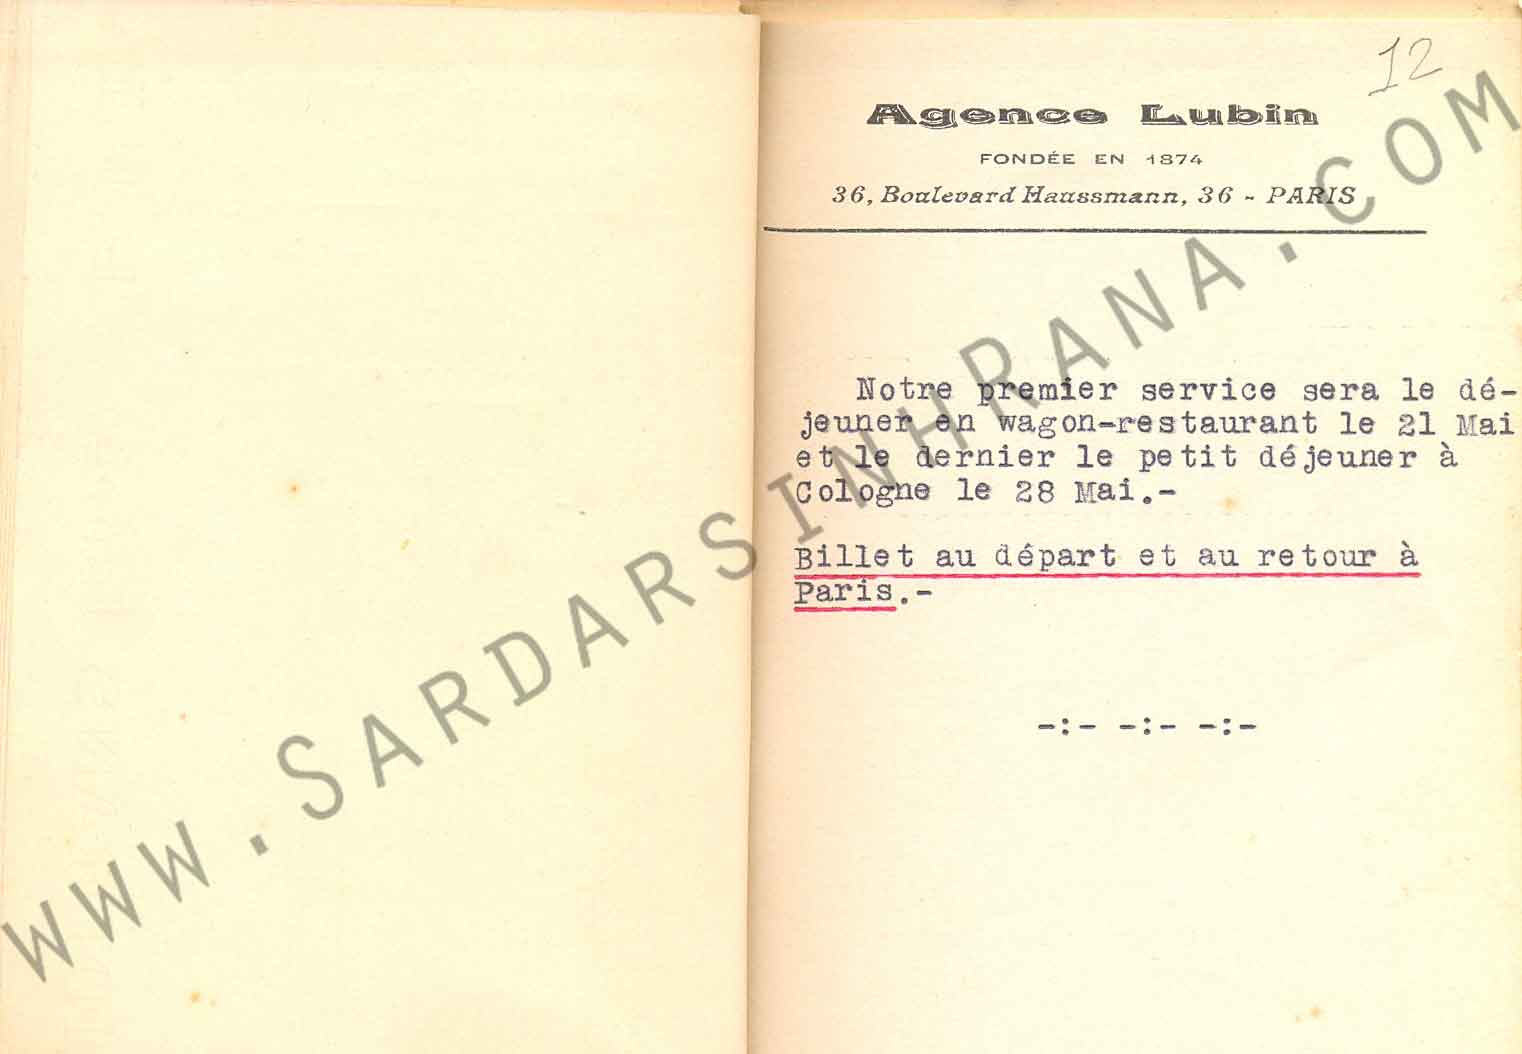 12
Agence Lubin
FONDÉE EN 1874
36, Boulevard Haussmann, 36 - PARIS
Notre premier service sera le dé-
jeuner en wagon-restaurant le 21 Mai
et le dernier le petit déjeuner à
Cologne le 28 Mai.-
Billet au départ et au retour à
Paris.-
-:- -:- -:-
WWW.SARDARSINHRANA.COM